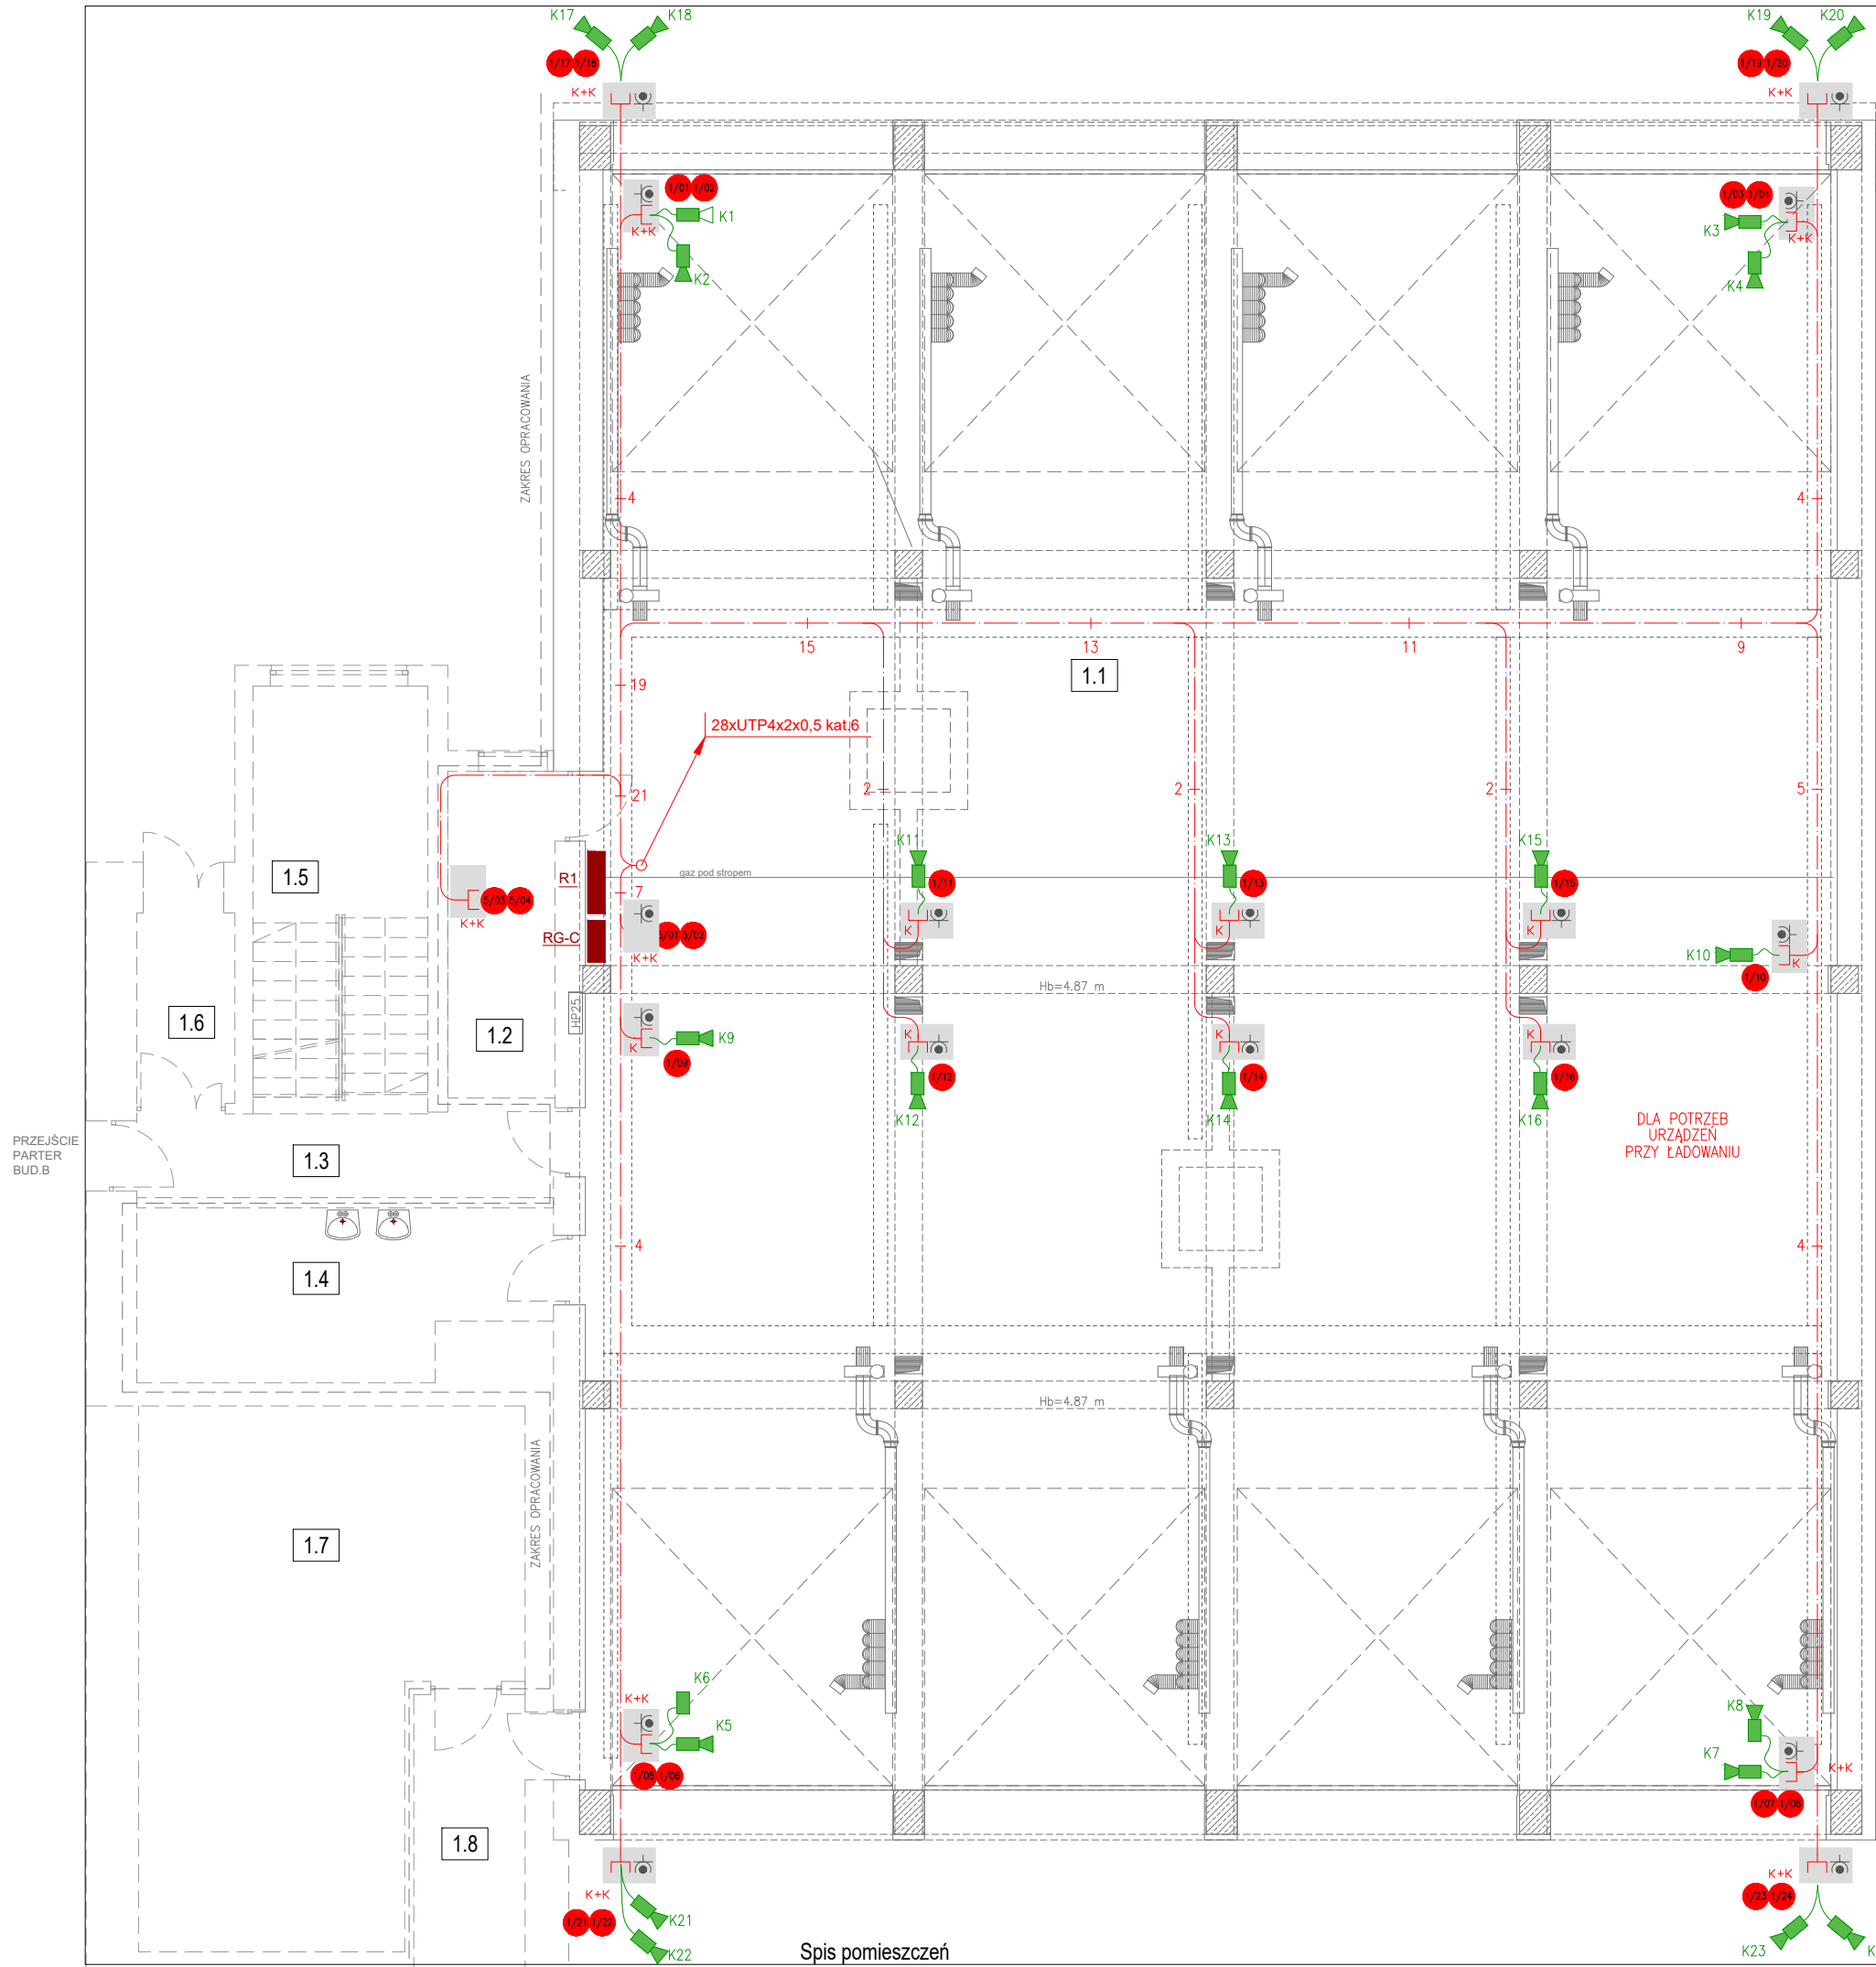 K17
K18
K19
K20
1/17
1/18
1/19
1/20
K+K
K+K
1/01
1/02
K1
K+K
K2
1/03
1/04
K3
K+K
K4
ZAKRES OPRACOWANIA
4
4
15
13
11
9
1.1
19
28xUTP4x2x0,5 kat.6
21
2
2
2
5
K11
K13
K15
1.5
R1
gaz pod stropem
7
1/11
1/13
1/15
5/03
5/04
K+K
RG-C
5/01
5/02
K+K
K
K
K
K10
K
1/10
Hb=4.87 m
HP25
1.6
1.2
K
K9
1/09
K
K
K
1/12
1/14
1/16
K12
K14
K16
DLA POTRZEB
URZĄDZEŃ
PRZY ŁADOWANIU
PRZEJŚCIE
PARTER
BUD.B
1.3
1.4
4
4
Hb=4.87 m
ZAKRES OPRACOWANIA
1.7
K6
K+K
K5
1/05
1/06
K8
K7
K+K
1/07
1/08
1.8
K+K
1/21
1/22
K21
K22
K+K
1/23
1/24
K23
K
Spis pomieszczeń